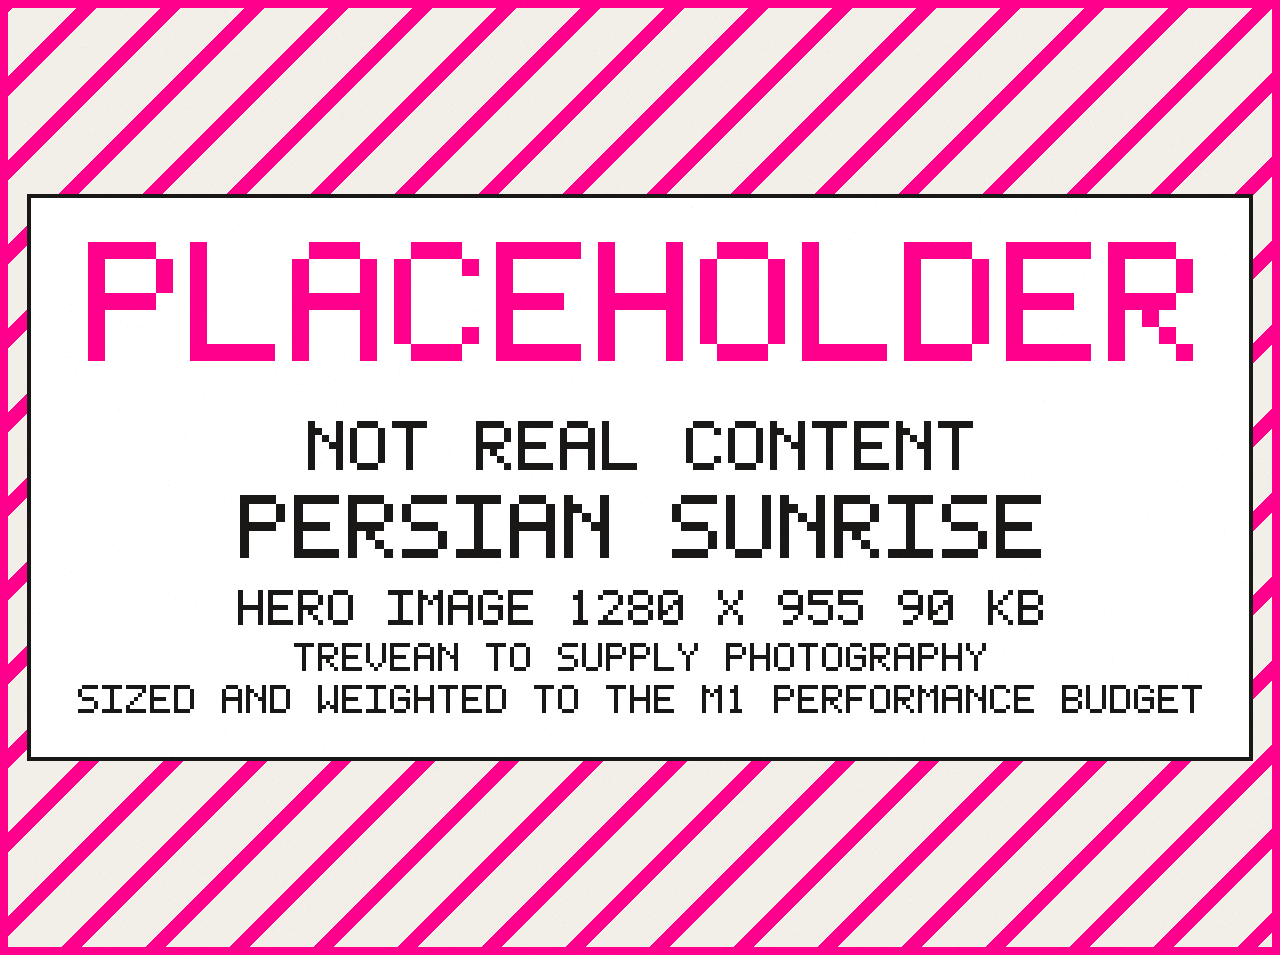 PLACEHOLDER
NOT REAL CONTENT
PERSIAN SUNRISE
HERO IMAGE 1280 X 955 90 KB
TREVEAN TO SUPPLY PHOTOGRAPHY
SIZED AND WEIGHTED TO THE M1 PERFORMANCE BUDGET